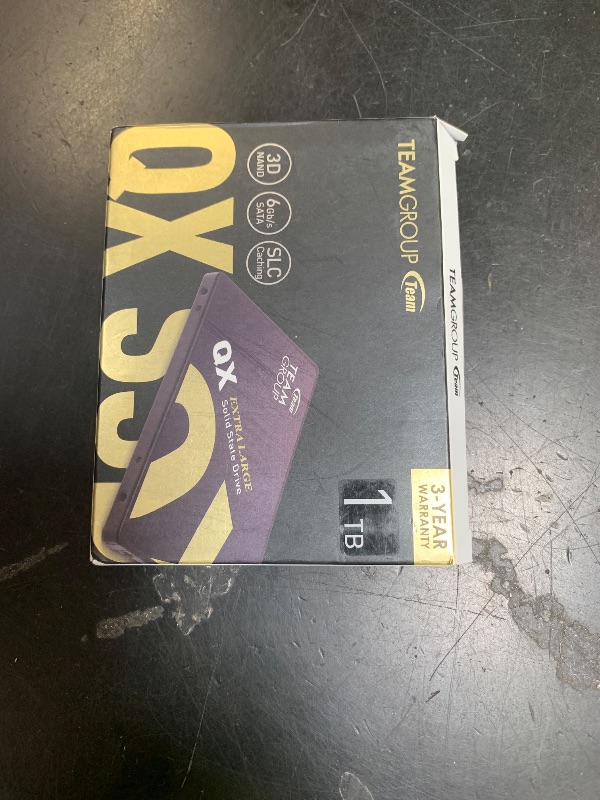 TEAMGROUP Team
3-YEAR
WARRANTY
1
TB
3D
NAND
6Gb/s
SATA
SLC
Caching
QX SS
TEAM
GROUP
Team
QX EXTRA LARGE
Solid State Drive
TEAMGROUP Team